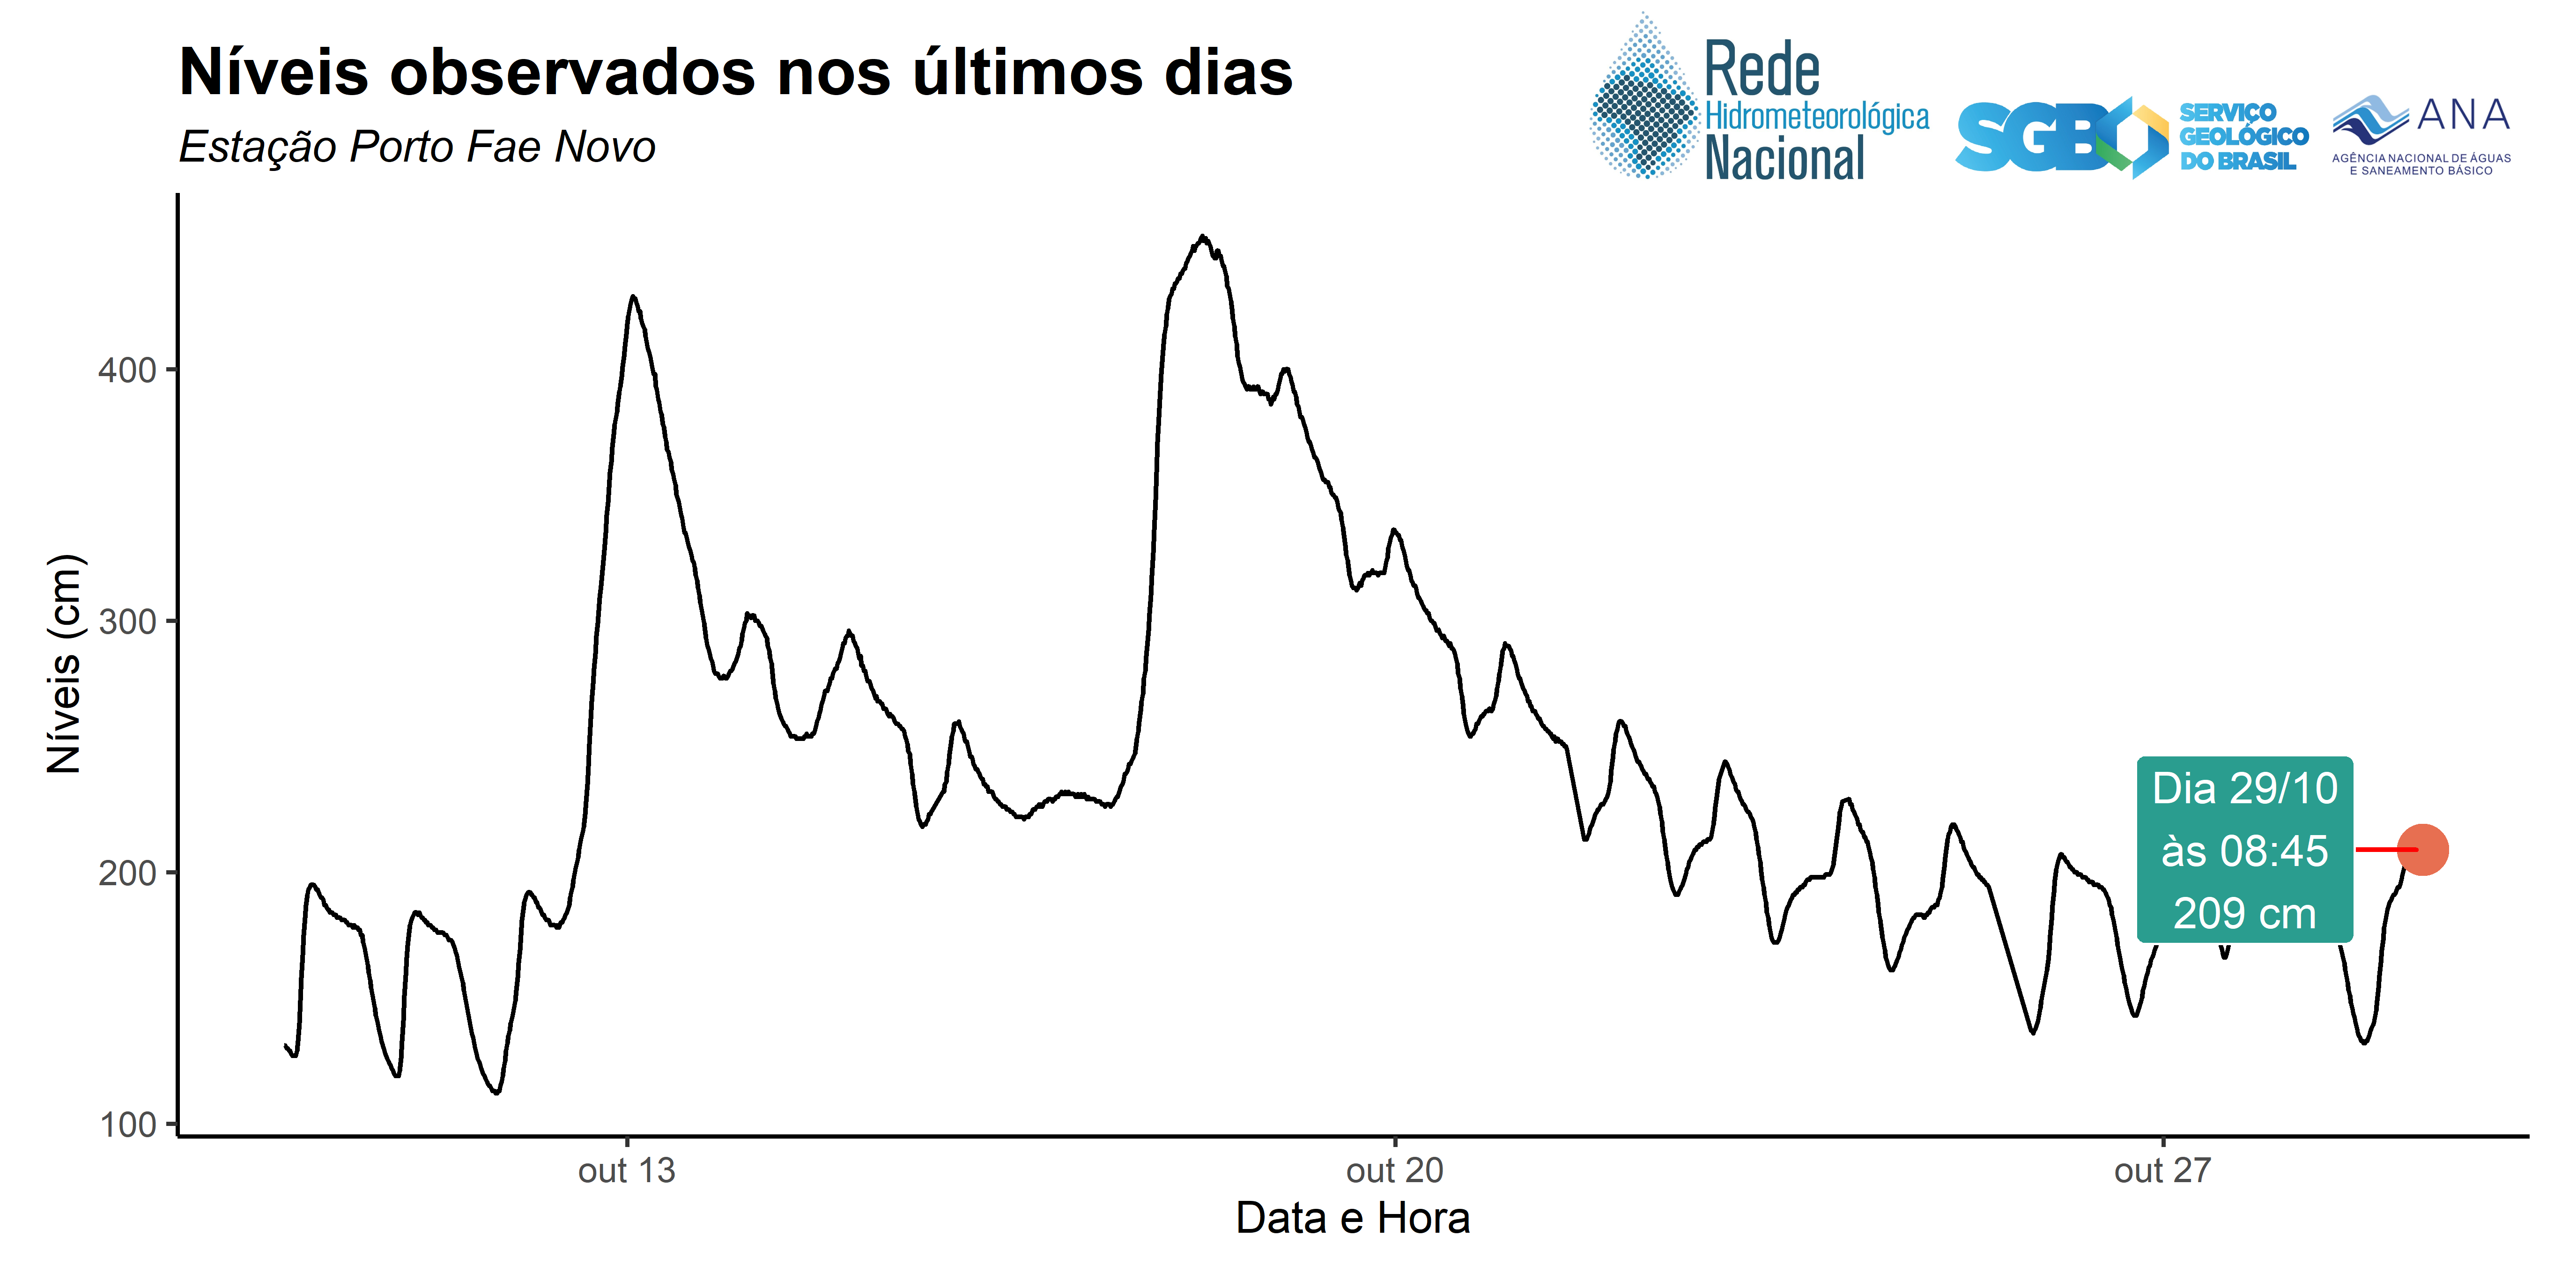 Níveis observados nos últimos dias
Estação Porto Fae Novo
Rede
Hidrometeorológica
Nacional
SGB
SERVIÇO
GEOLÓGICO
DO BRASIL
ANA
AGÊNCIA NACIONAL DE ÁGUAS
E SANEAMENTO BÁSICO
Níveis (cm)
400
300
200
100
Dia 29/10
às 08:45
209 cm
out 13
out 20
out 27
Data e Hora